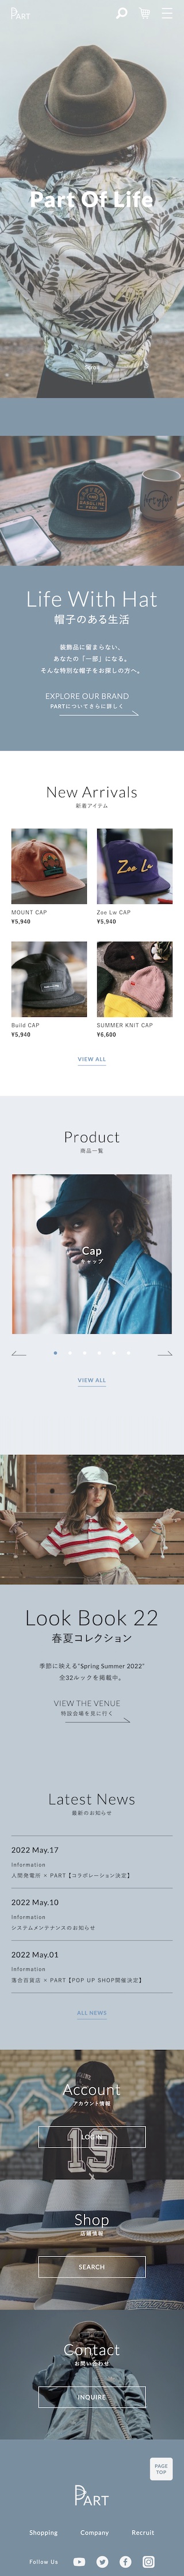 PART
Part Of Life
Life With Hat
帽子のある生活
装飾品に留まらない、
あなたの「一部」になる。
そんな特別な帽子をお探しの方へ。
EXPLORE OUR BRAND
PARTについてさらに詳しく
New Arrivals
新着アイテム
MOUNT CAP
¥5,940
Zoe Lw CAP
¥5,940
Build CAP
¥5,940
SUMMER KNIT CAP
¥6,600
VIEW ALL
Product
商品一覧
Cap
キャップ
VIEW ALL
Look Book 22
春夏コレクション
季節に映える"Spring Summer 2022"
全32ルックを掲載中。
VIEW THE VENUE
特設会場を見に行く
Latest News
最新のお知らせ
2022 May.17
Information
人間発電所 × PART【コラボレーション決定】
2022 May.10
Information
システムメンテナンスのお知らせ
2022 May.01
Information
落合百貨店 × PART【POP UP SHOP開催決定】
ALL NEWS
Account
アカウント情報
LOGIN
19
Shop
店舗情報
SEARCH
Contact
お問い合わせ
INQUIRE
PAGE
TOP
PART
Shopping
Company
Recruit
Follow Us